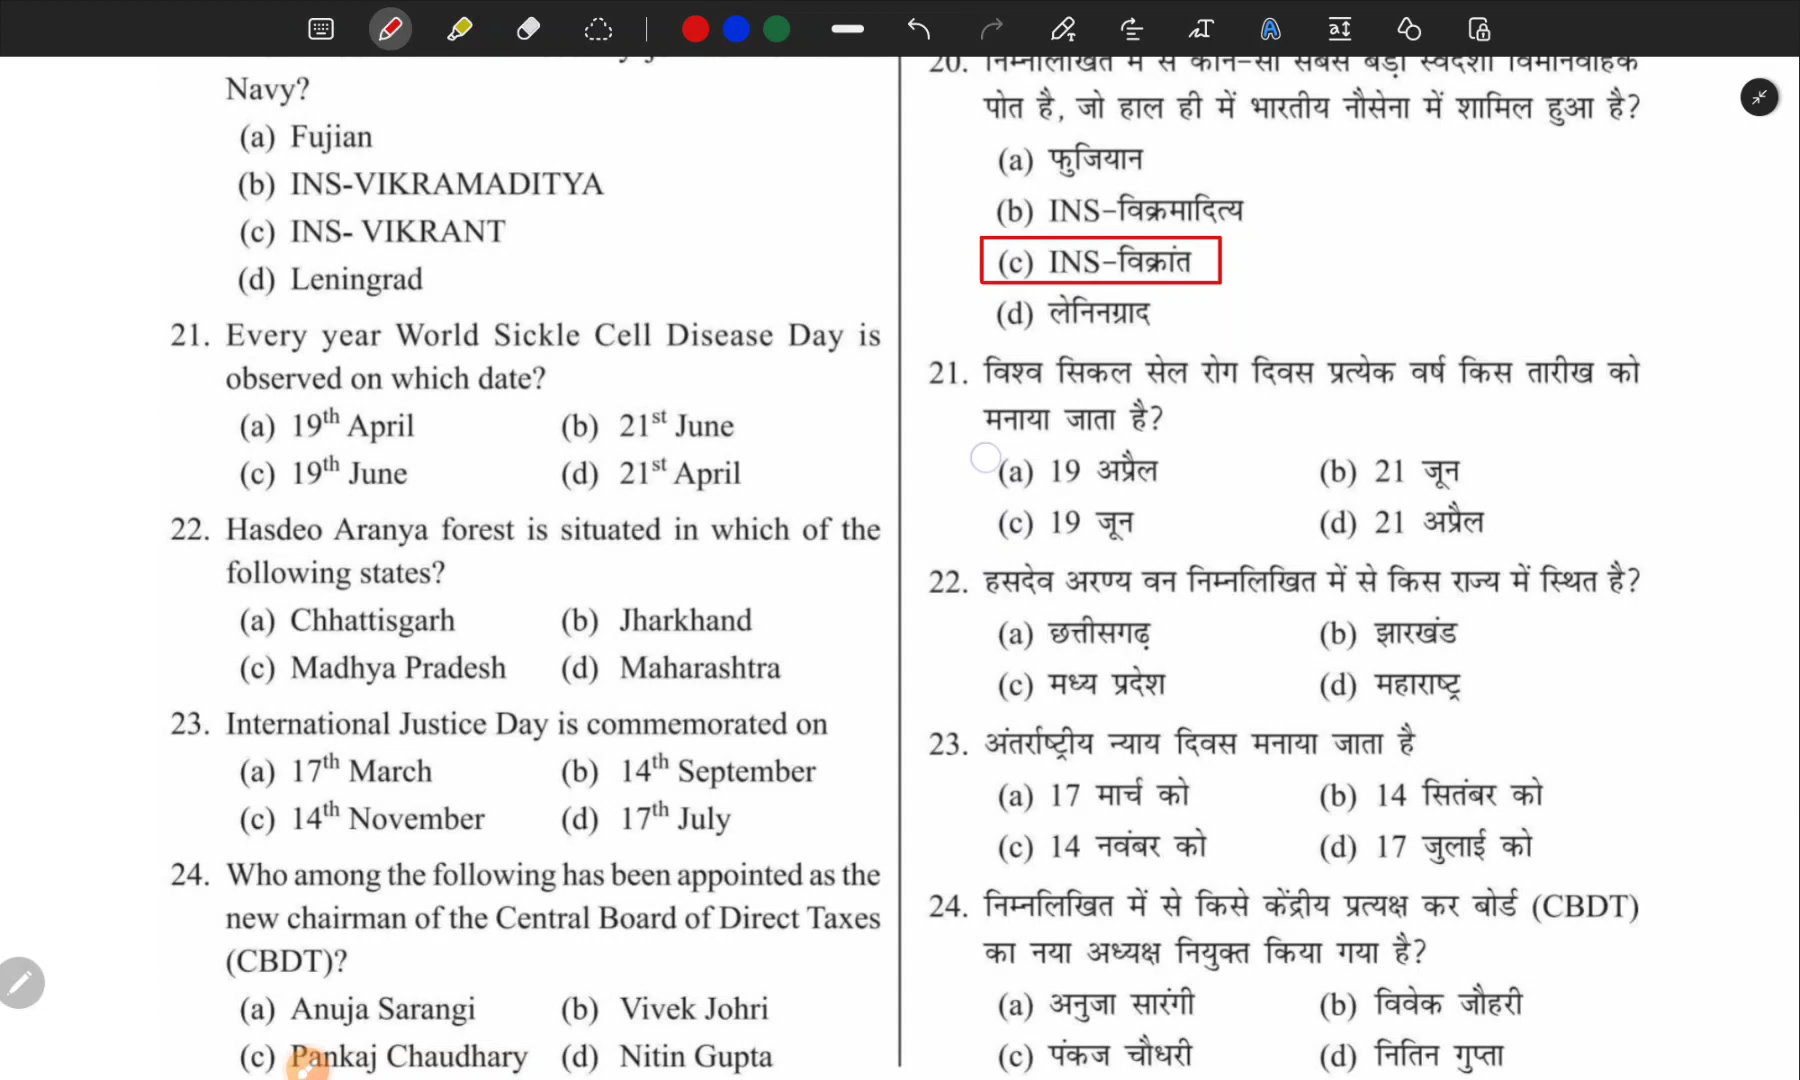 Navy?
(a) Fujian
(b) INS-VIKRAMADITYA
(c) INS- VIKRANT
(d) Leningrad
21. Every year World Sickle Cell Disease Day is
observed on which date?
(a) 19th April (b) 21st June
(c) 19th June (d) 21st April
22. Hasdeo Aranya forest is situated in which of the
following states?
(a) Chhattisgarh (b) Jharkhand
(c) Madhya Pradesh (d) Maharashtra
23. International Justice Day is commemorated on
(a) 17th March (b) 14th September
(c) 14th November (d) 17th July
24. Who among the following has been appointed as the
new chairman of the Central Board of Direct Taxes
(CBDT)?
(a) Anuja Sarangi (b) Vivek Johri
(c) Pankaj Chaudhary (d) Nitin Gupta
20. निम्नलिखित में से कौन-सा सबसे बड़ा स्वदेशी विमानवाहक
पोत है, जो हाल ही में भारतीय नौसेना में शामिल हुआ है?
(a) फुजियान
(b) INS-विक्रमादित्य
(c) INS-विक्रांत
(d) लेनिनग्राद
21. विश्व सिकल सेल रोग दिवस प्रत्येक वर्ष किस तारीख को
मनाया जाता है?
(a) 19 अप्रैल (b) 21 जून
(c) 19 जून (d) 21 अप्रैल
22. हसदेव अरण्य वन निम्नलिखित में से किस राज्य में स्थित है?
(a) छत्तीसगढ़ (b) झारखंड
(c) मध्य प्रदेश (d) महाराष्ट्र
23. अंतर्राष्ट्रीय न्याय दिवस मनाया जाता है
(a) 17 मार्च को (b) 14 सितंबर को
(c) 14 नवंबर को (d) 17 जुलाई को
24. निम्नलिखित में से किसे केंद्रीय प्रत्यक्ष कर बोर्ड (CBDT)
का नया अध्यक्ष नियुक्त किया गया है?
(a) अनुजा सारंगी (b) विवेक जौहरी
(c) पंकज चौधरी (d) नितिन गुप्ता